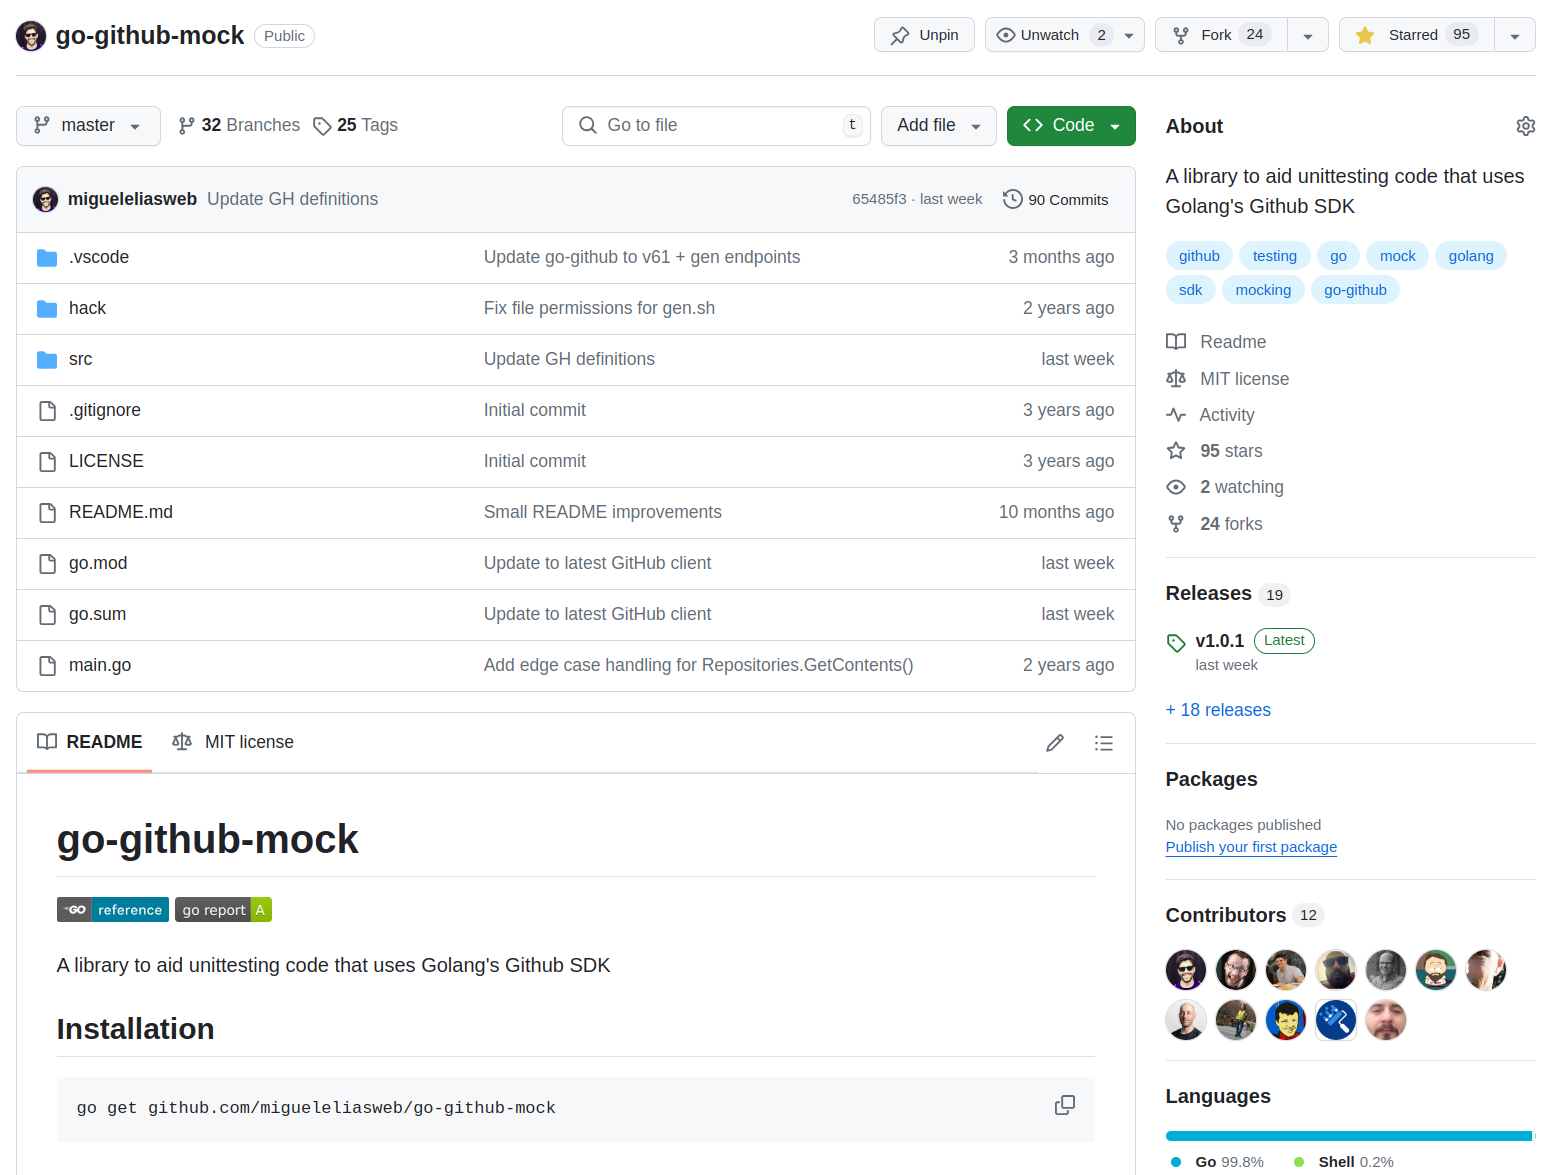 go-github-mock Public Unpin Unwatch 2 Fork 24 Starred 95
master 32 Branches 25 Tags Go to file t Add file Code
migueleliasweb Update GH definitions 65485f3 · last week 90 Commits
.vscode Update go-github to v61 + gen endpoints 3 months ago
hack Fix file permissions for gen.sh 2 years ago
src Update GH definitions last week
.gitignore Initial commit 3 years ago
LICENSE Initial commit 3 years ago
README.md Small README improvements 10 months ago
go.mod Update to latest GitHub client last week
go.sum Update to latest GitHub client last week
main.go Add edge case handling for Repositories.GetContents() 2 years ago
README MIT license
go-github-mock
GO reference go report A
A library to aid unittesting code that uses Golang's Github SDK
Installation
go get github.com/migueleliasweb/go-github-mock
About
A library to aid unittesting code that uses
Golang's Github SDK
github testing go mock golang
sdk mocking go-github
Readme
MIT license
Activity
95 stars
2 watching
24 forks
Releases 19
v1.0.1 Latest
last week
+ 18 releases
Packages
No packages published
Publish your first package
Contributors 12
Languages
Go 99.8% Shell 0.2%